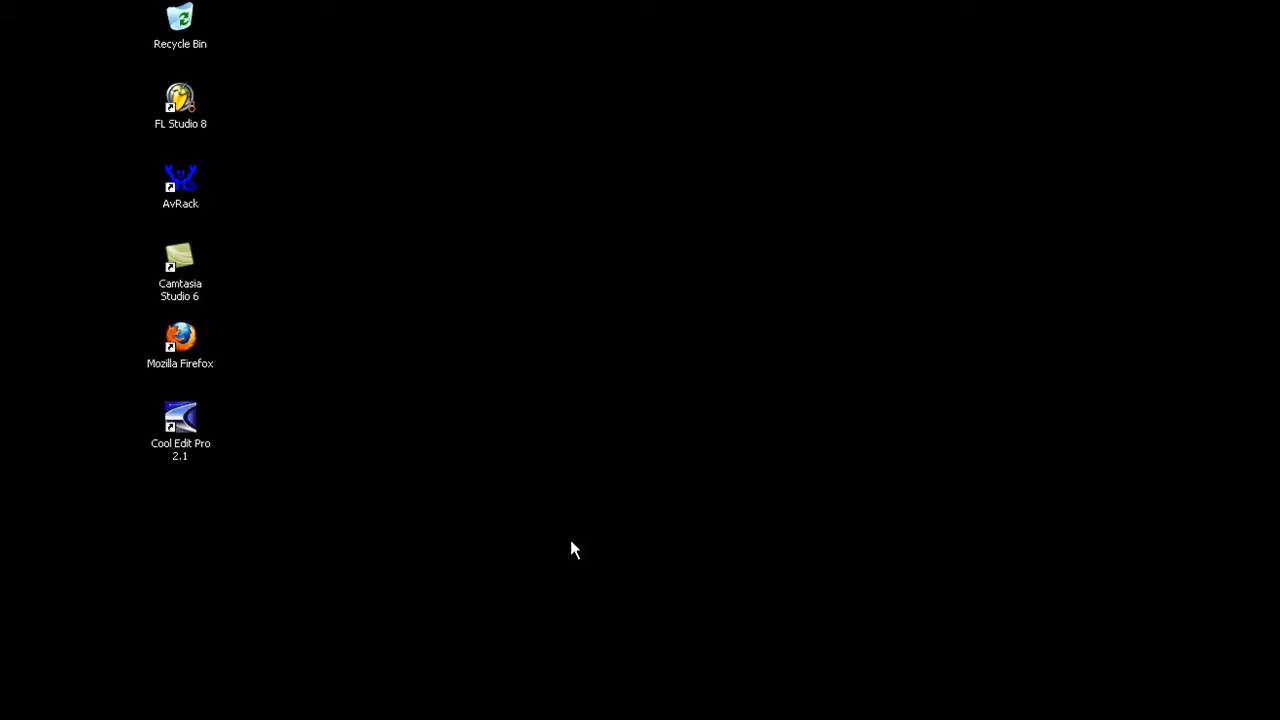 Recycle Bin
FL Studio 8
AvRack
Camtasia
Studio 6
Mozilla Firefox
Cool Edit Pro
2.1